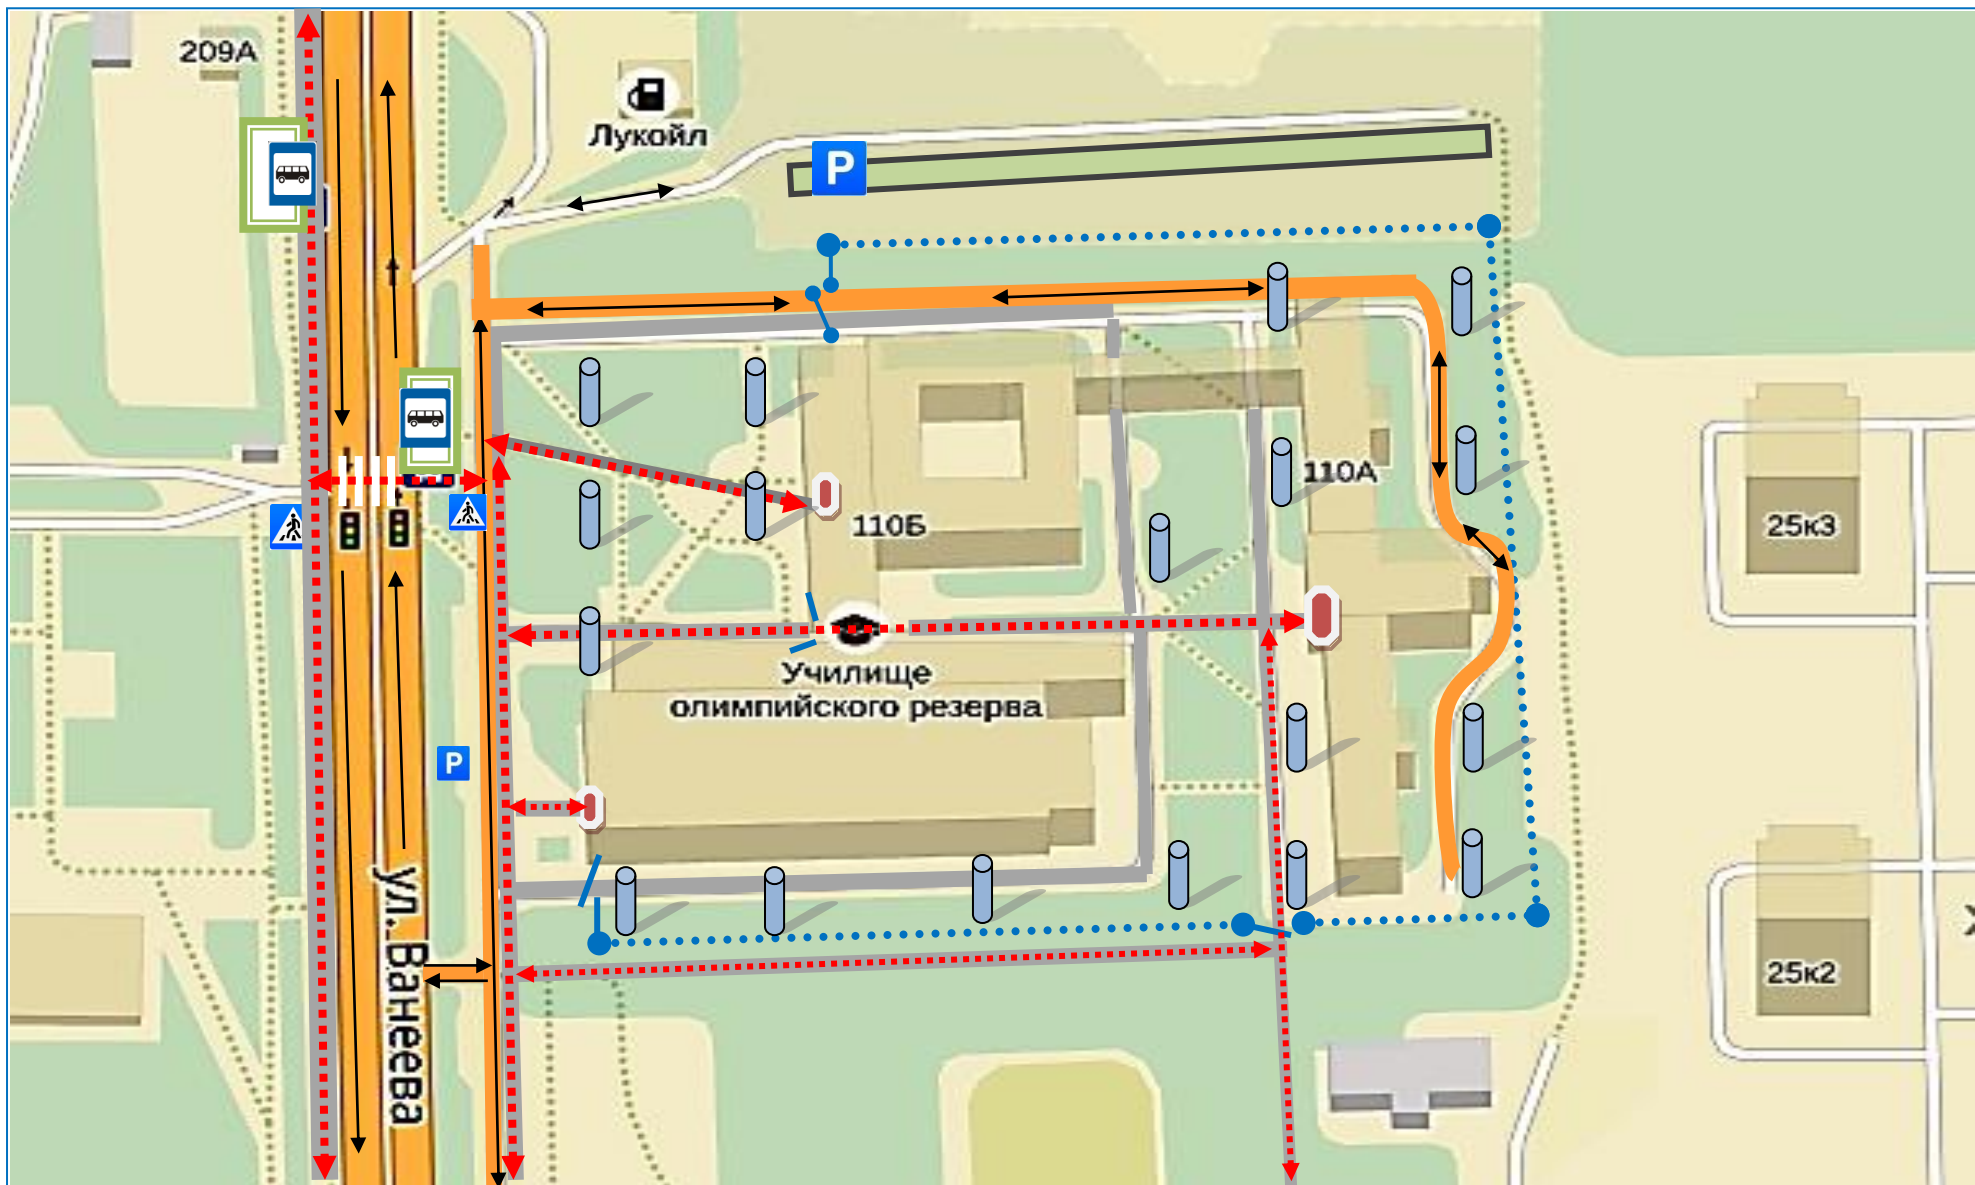 209А
Лукойл
P
110А
110Б
25к3
Училище
олимпийского резерва
P
ул. Ванеева
25к2